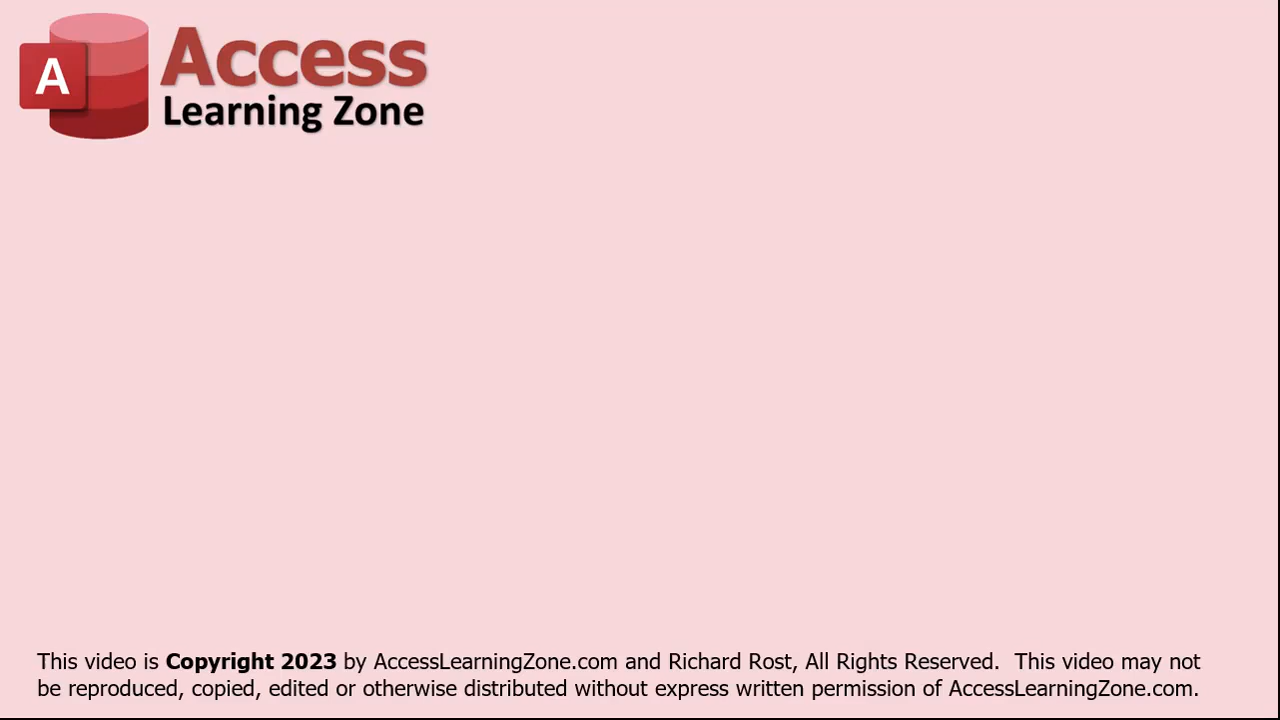 A
Access
Learning Zone
This video is Copyright 2023 by AccessLearningZone.com and Richard Rost, All Rights Reserved. This video may not
be reproduced, copied, edited or otherwise distributed without express written permission of AccessLearningZone.com.